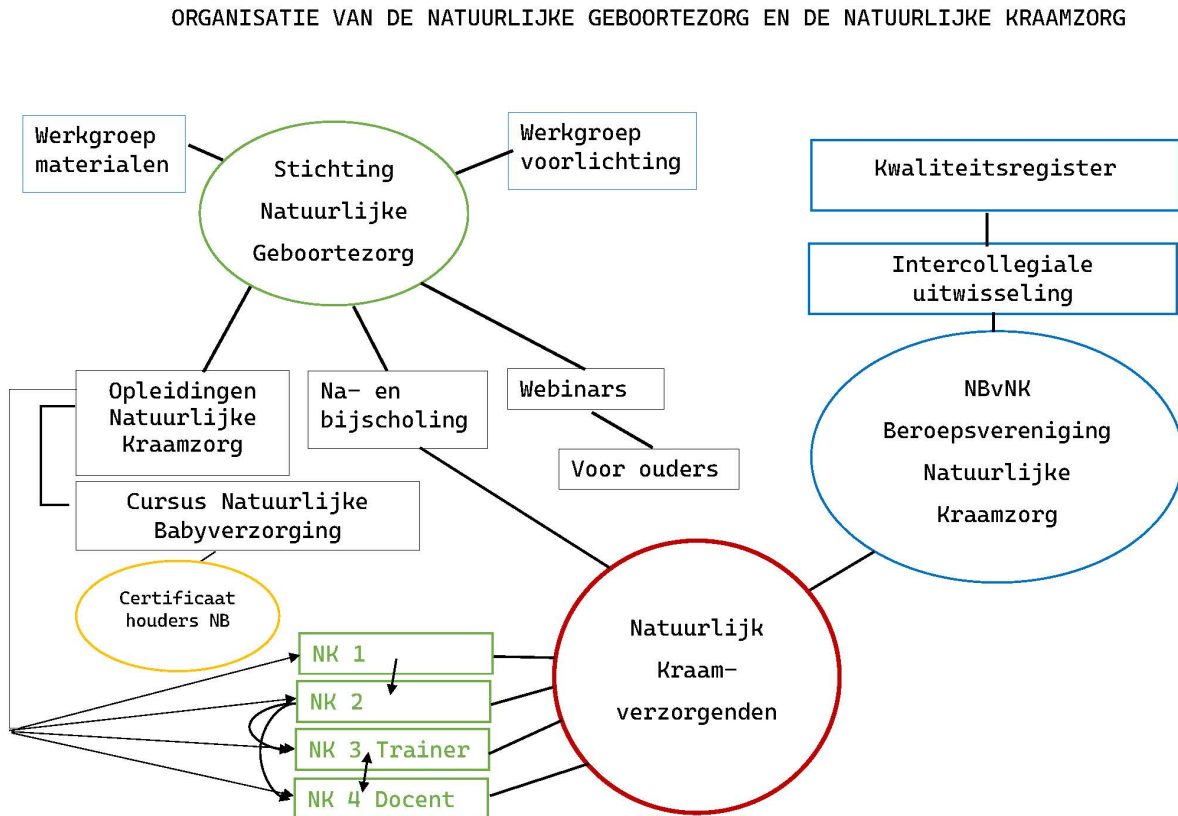 ORGANISATIE VAN DE NATUURLIJKE GEBOORTEZORG EN DE NATUURLIJKE KRAAMZORG
Werkgroep
materialen
Stichting
Natuurlijke
Geboortezorg
Werkgroep
voorlichting
Kwaliteitsregister
Intercollegiale
uitwisseling
Opleidingen
Natuurlijke
Kraamzorg
Na- en
bijscholing
Webinars
Voor ouders
NBvNK
Beroepsvereniging
Natuurlijke
Kraamzorg
Cursus Natuurlijke
Babyverzorging
Certificaat
houders NB
NK 1
NK 2
NK 3 Trainer
NK 4 Docent
Natuurlijk
Kraam-
verzorgenden